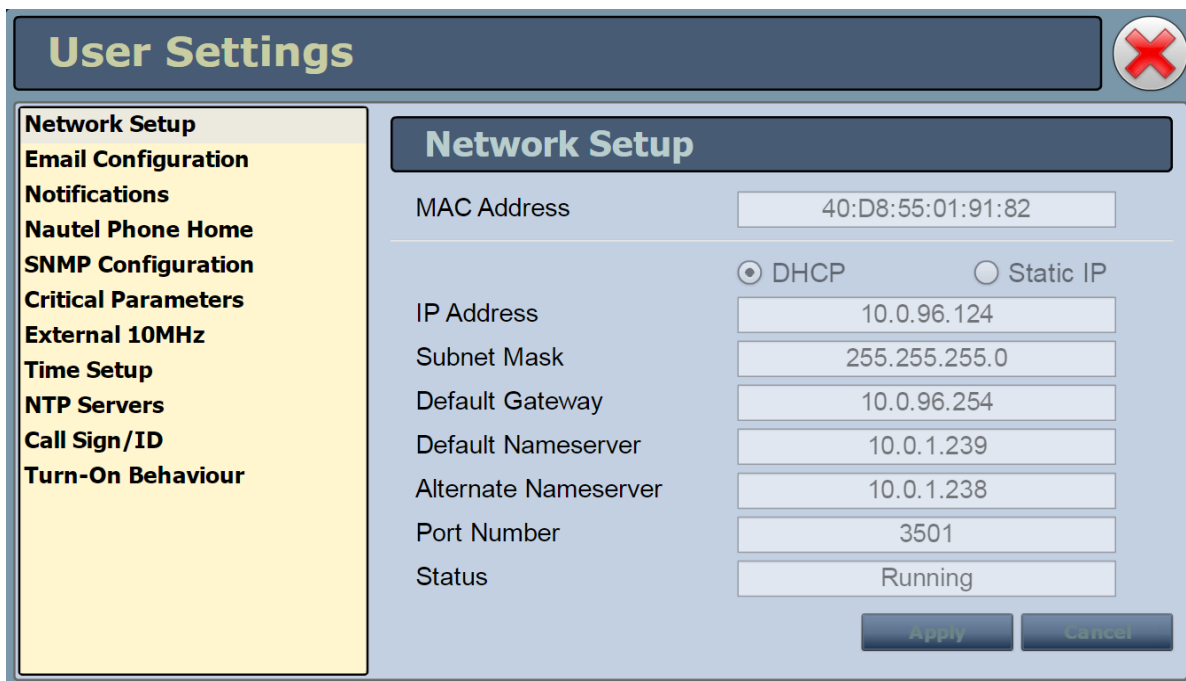 User Settings
Network Setup
Email Configuration
Notifications
Nautel Phone Home
SNMP Configuration
Critical Parameters
External 10MHz
Time Setup
NTP Servers
Call Sign/ID
Turn-On Behaviour
Network Setup
MAC Address 40:D8:55:01:91:82
DHCP Static IP
IP Address 10.0.96.124
Subnet Mask 255.255.255.0
Default Gateway 10.0.96.254
Default Nameserver 10.0.1.239
Alternate Nameserver 10.0.1.238
Port Number 3501
Status Running
Apply Cancel